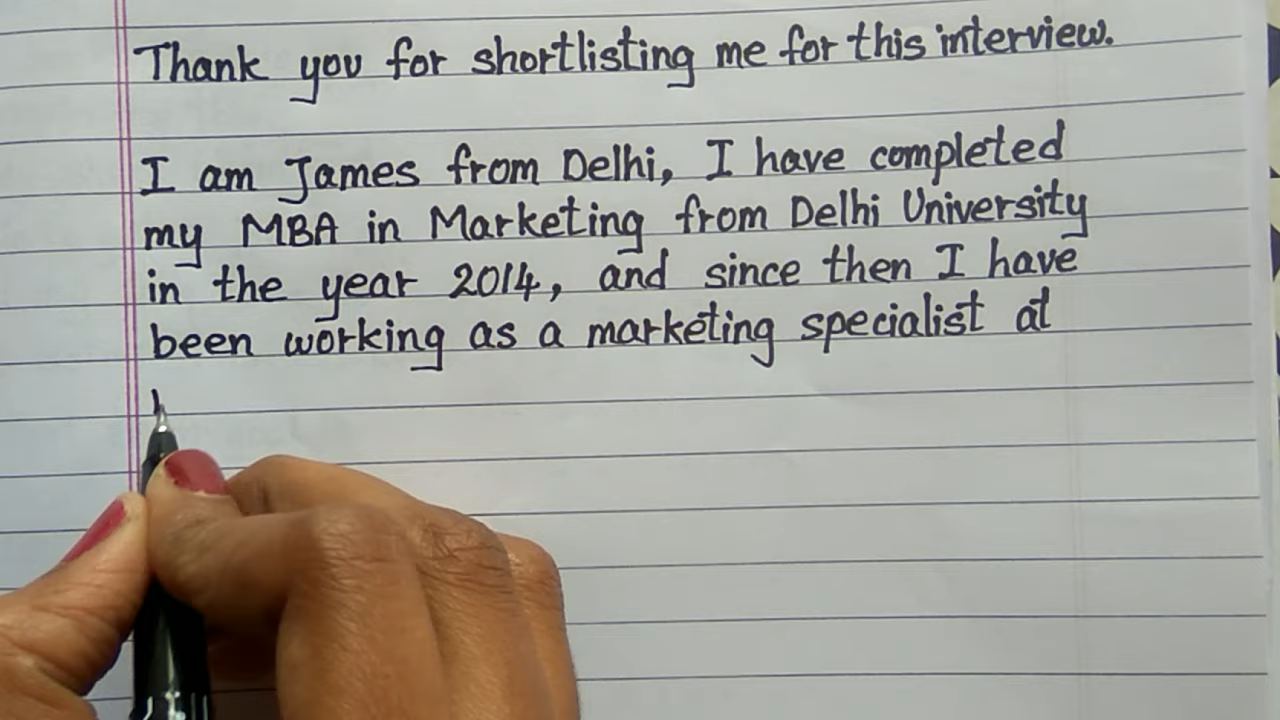 Thank you for shortlisting me for this interview.
I am James from Delhi, I have completed
my MBA in Marketing from Delhi University
in the year 2014, and since then I have
been working as a marketing specialist at